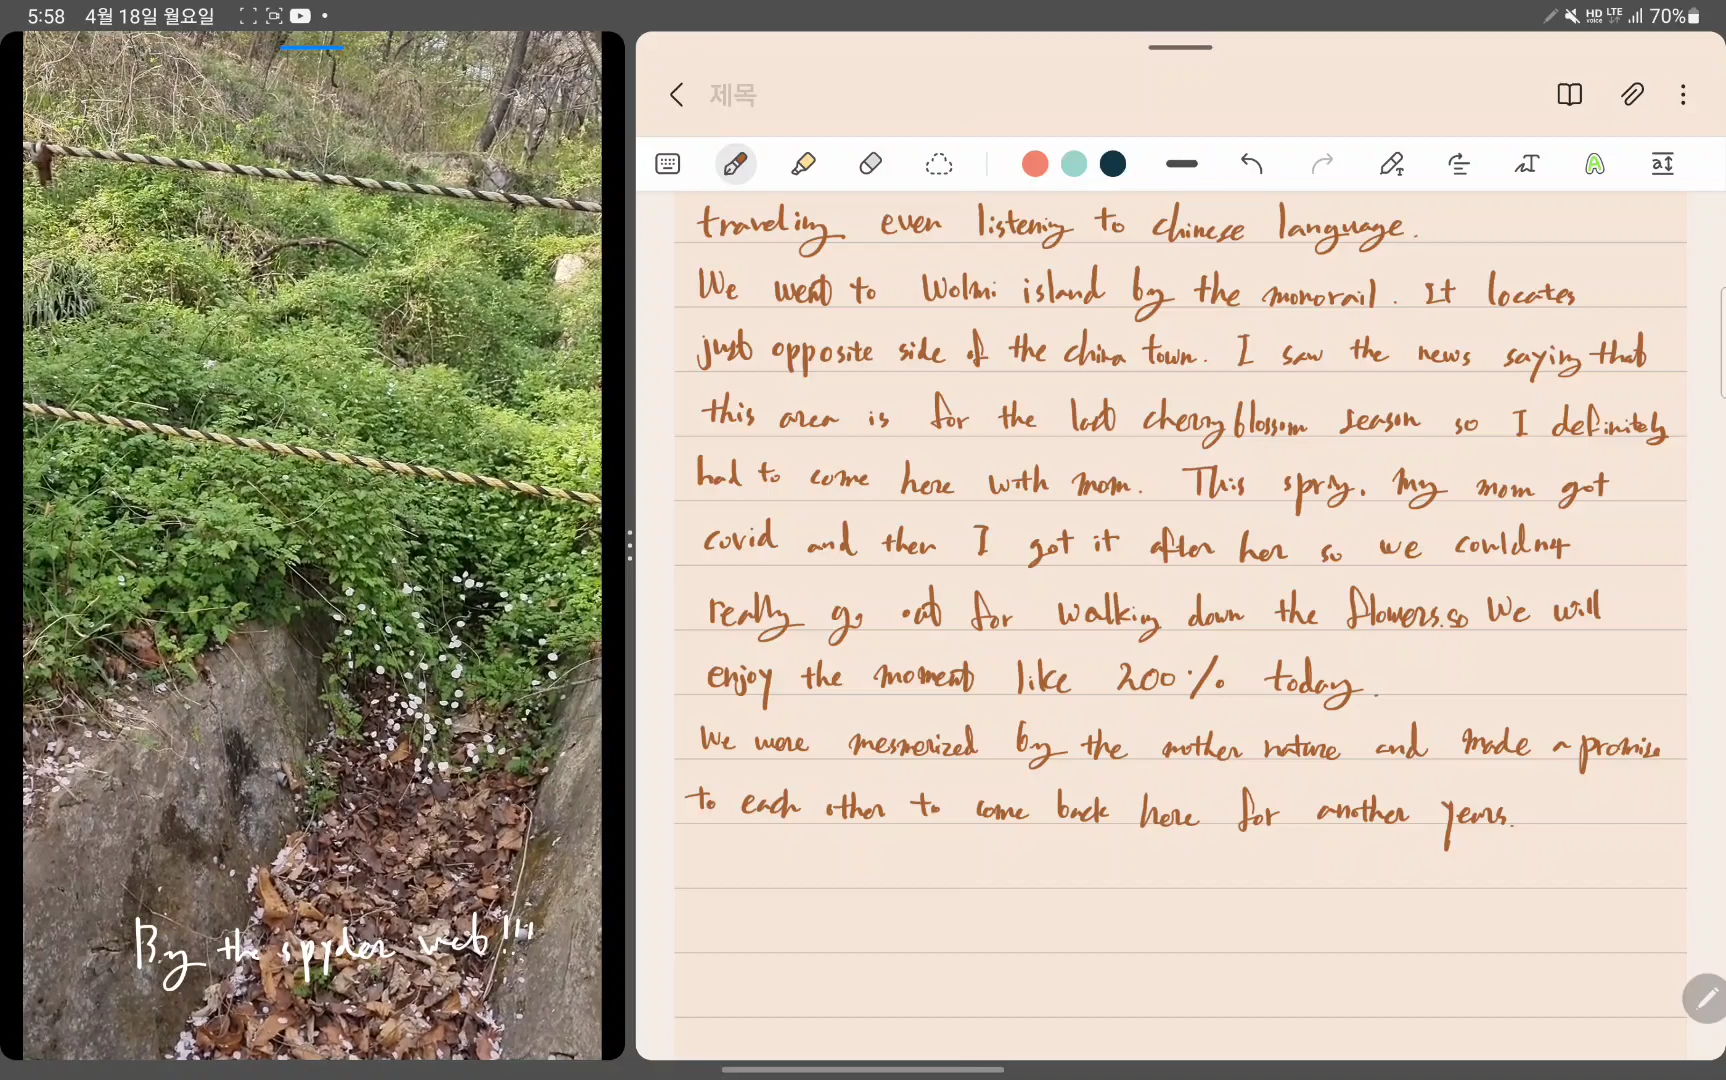 5:58 4월 18일 월요일
HD voice LTE 70%
제목
traveling even listening to chinese language.
We went to Wolmi island by the monorail. It locates
just opposite side of the china town. I saw the news saying that
this area is for the last cherry blossom season so I definitely
had to come here with mom. This spring, my mom got
covid and then I got it after her so we couldn't
really go out for walking down the flowers. so We will
enjoy the moment like 200% today.
We were mesmerized by the mother nature and made a promise
to each other to come back here for another years.
By the spyder web!!!